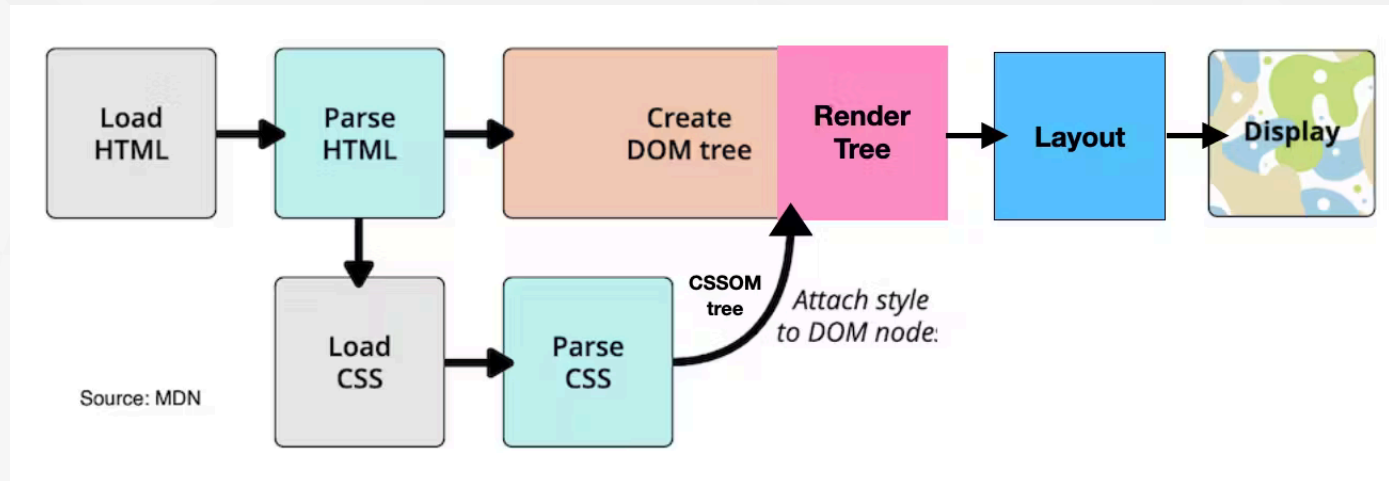 Load
HTML
Parse
HTML
Create
DOM tree
Render
Tree
Layout
Display
Load
CSS
Parse
CSS
CSSOM
tree
Attach style
to DOM node
Source: MDN